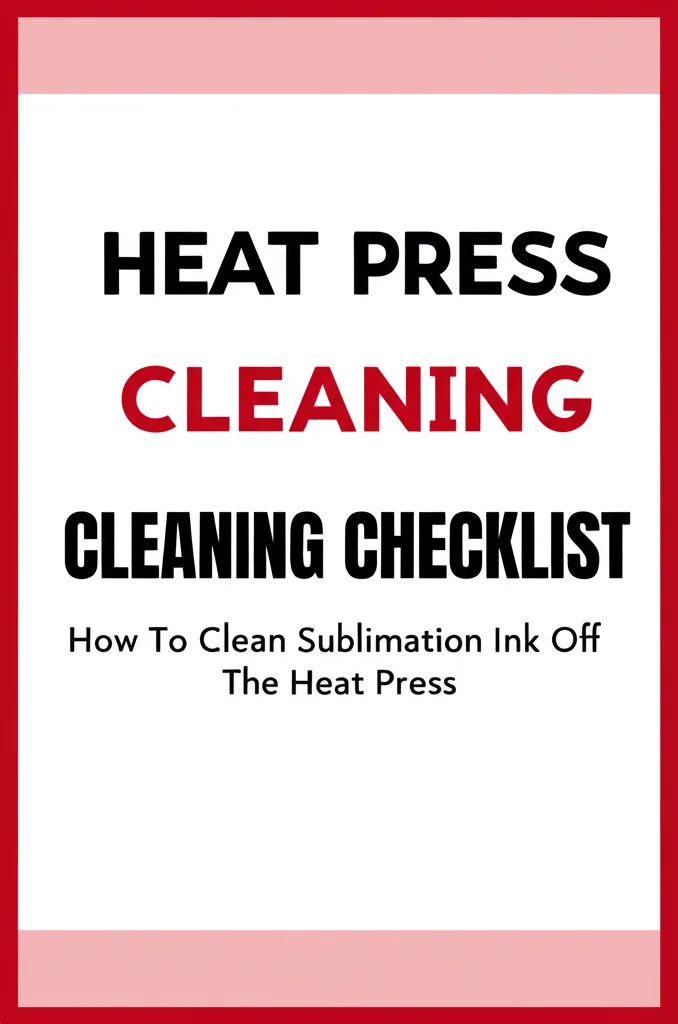 HEAT PRESS
CLEANING
CLEANING CHECKLIST
How To Clean Sublimation Ink Off
The Heat Press